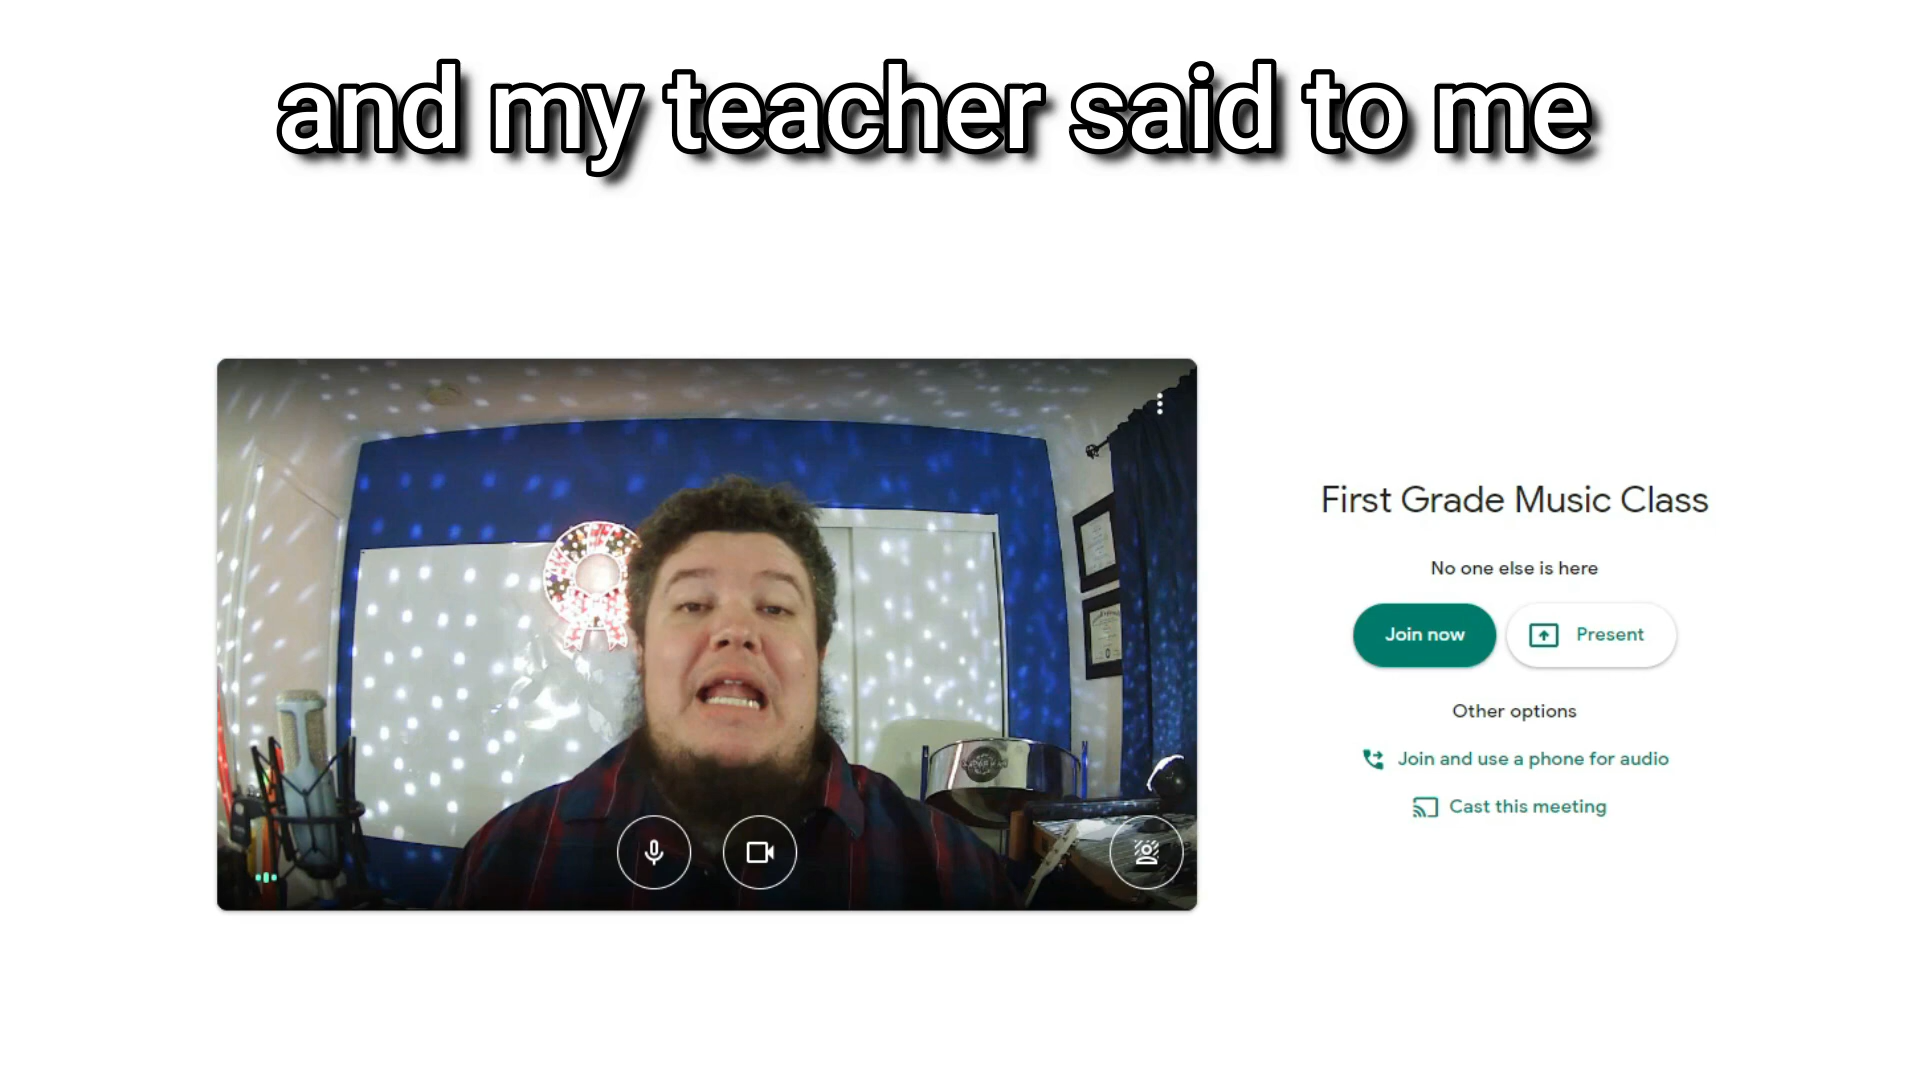 and my teacher said to me
First Grade Music Class
No one else is here
Join now
Present
Other options
Join and use a phone for audio
Cast this meeting